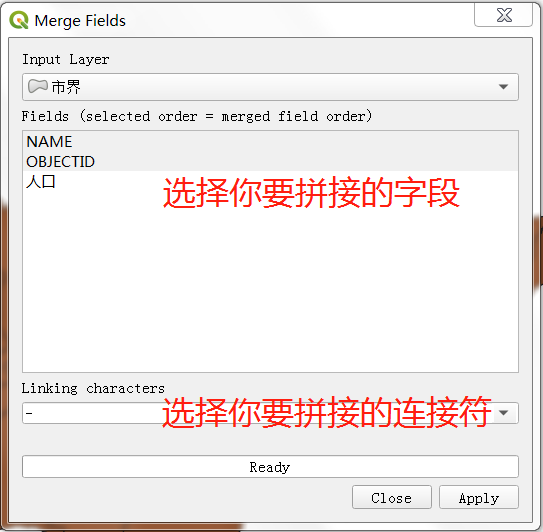 Merge Fields
Input Layer
市界
Fields (selected order = merged field order)
NAME
OBJECTID
人口
选择你要拼接的字段
Linking characters
-
选择你要拼接的连接符
Ready
Close
Apply